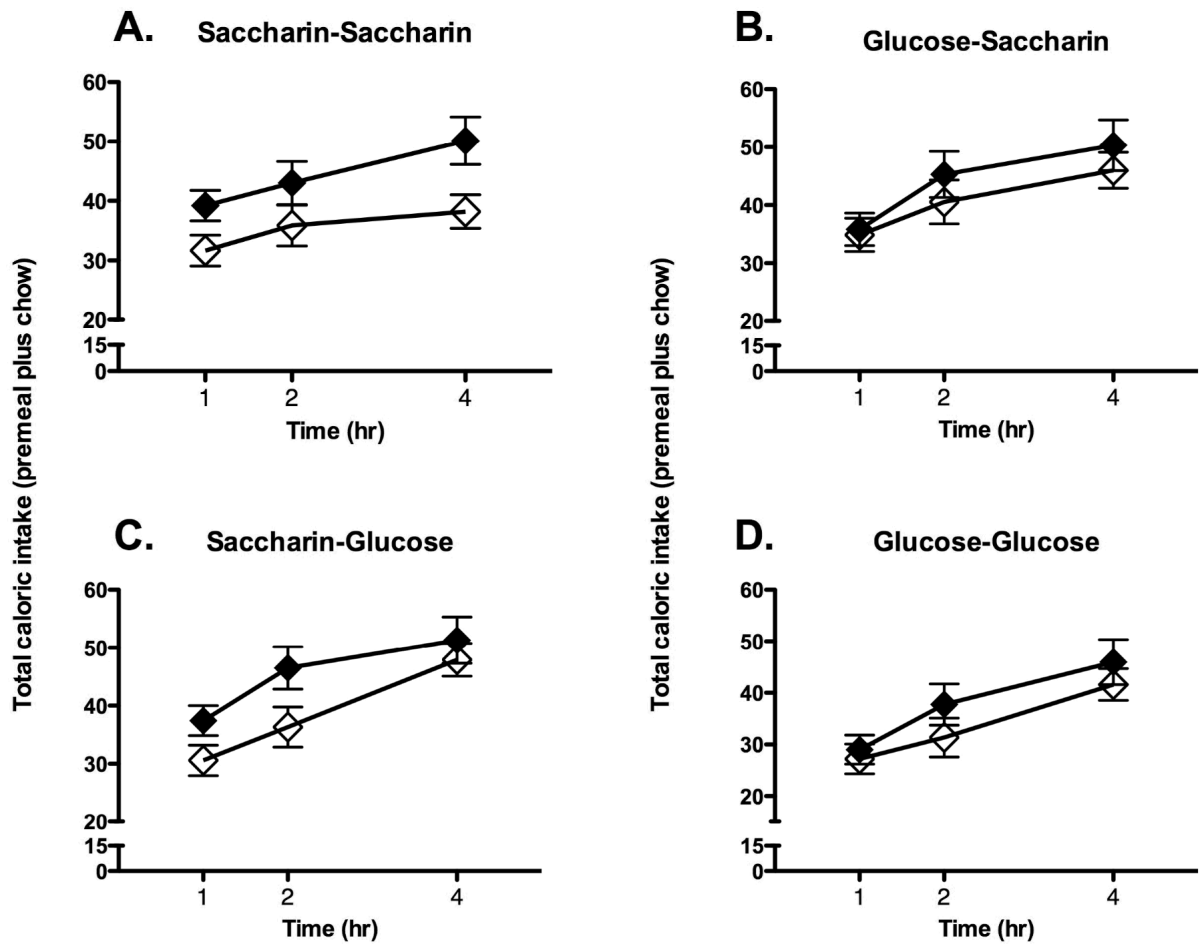 A.
Saccharin-Saccharin
60
50
40
30
20
15
0
1 2 4
Time (hr)
B.
Glucose-Saccharin
60
50
40
30
20
15
0
1 2 4
Time (hr)
Total caloric intake (premeal plus chow)
Total caloric intake (premeal plus chow)
C.
Saccharin-Glucose
60
50
40
30
20
15
0
1 2 4
Time (hr)
D.
Glucose-Glucose
60
50
40
30
20
15
0
1 2 4
Time (hr)